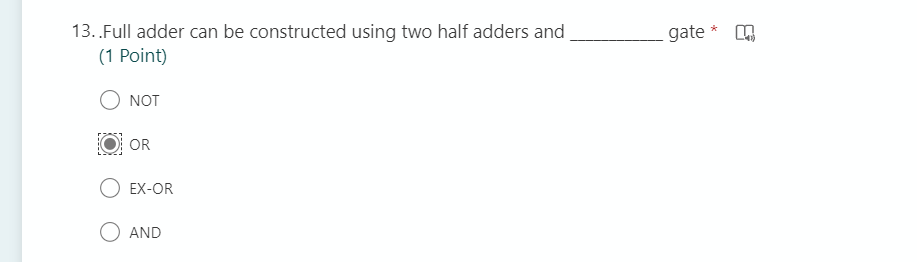 13. .Full adder can be constructed using two half adders and ____________ gate *
(1 Point)
NOT
OR
EX-OR
AND